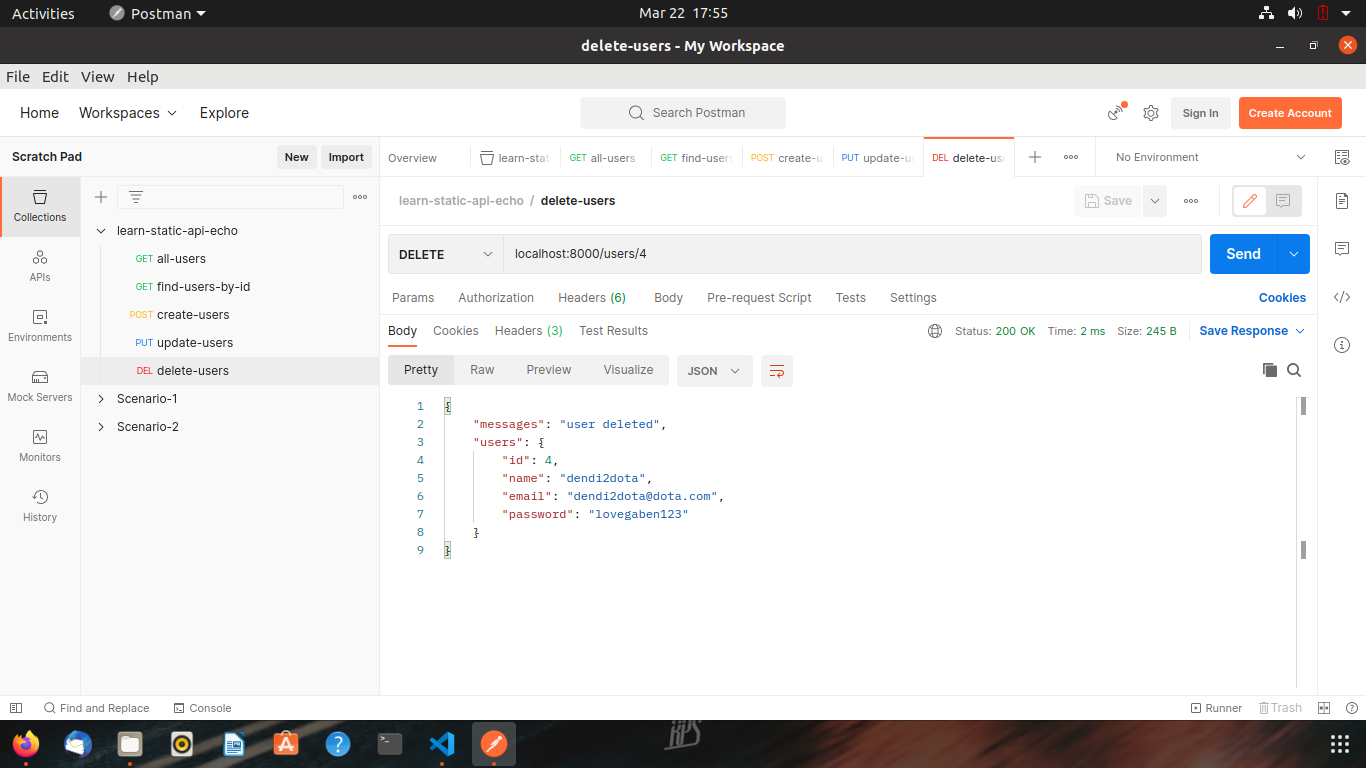 Activities Postman Mar 22 17:55
delete-users - My Workspace
File Edit View Help
Home Workspaces Explore Search Postman Sign In Create Account
Scratch Pad New Import Overview learn-stat GET all-users GET find-users POST create-u PUT update-u DEL delete-use No Environment
learn-static-api-echo / delete-users Save
Collections
APIs
Environments
Mock Servers
Monitors
History
learn-static-api-echo
GET all-users
GET find-users-by-id
POST create-users
PUT update-users
DEL delete-users
Scenario-1
Scenario-2
DELETE localhost:8000/users/4 Send
Params Authorization Headers (6) Body Pre-request Script Tests Settings Cookies
Body Cookies Headers (3) Test Results Status: 200 OK Time: 2 ms Size: 245 B Save Response
Pretty Raw Preview Visualize JSON
1 {
2 "messages": "user deleted",
3 "users": {
4 "id": 4,
5 "name": "dendi2dota",
6 "email": "dendi2dota@dota.com",
7 "password": "lovegaben123"
8 }
9 }
Find and Replace Console Runner Trash